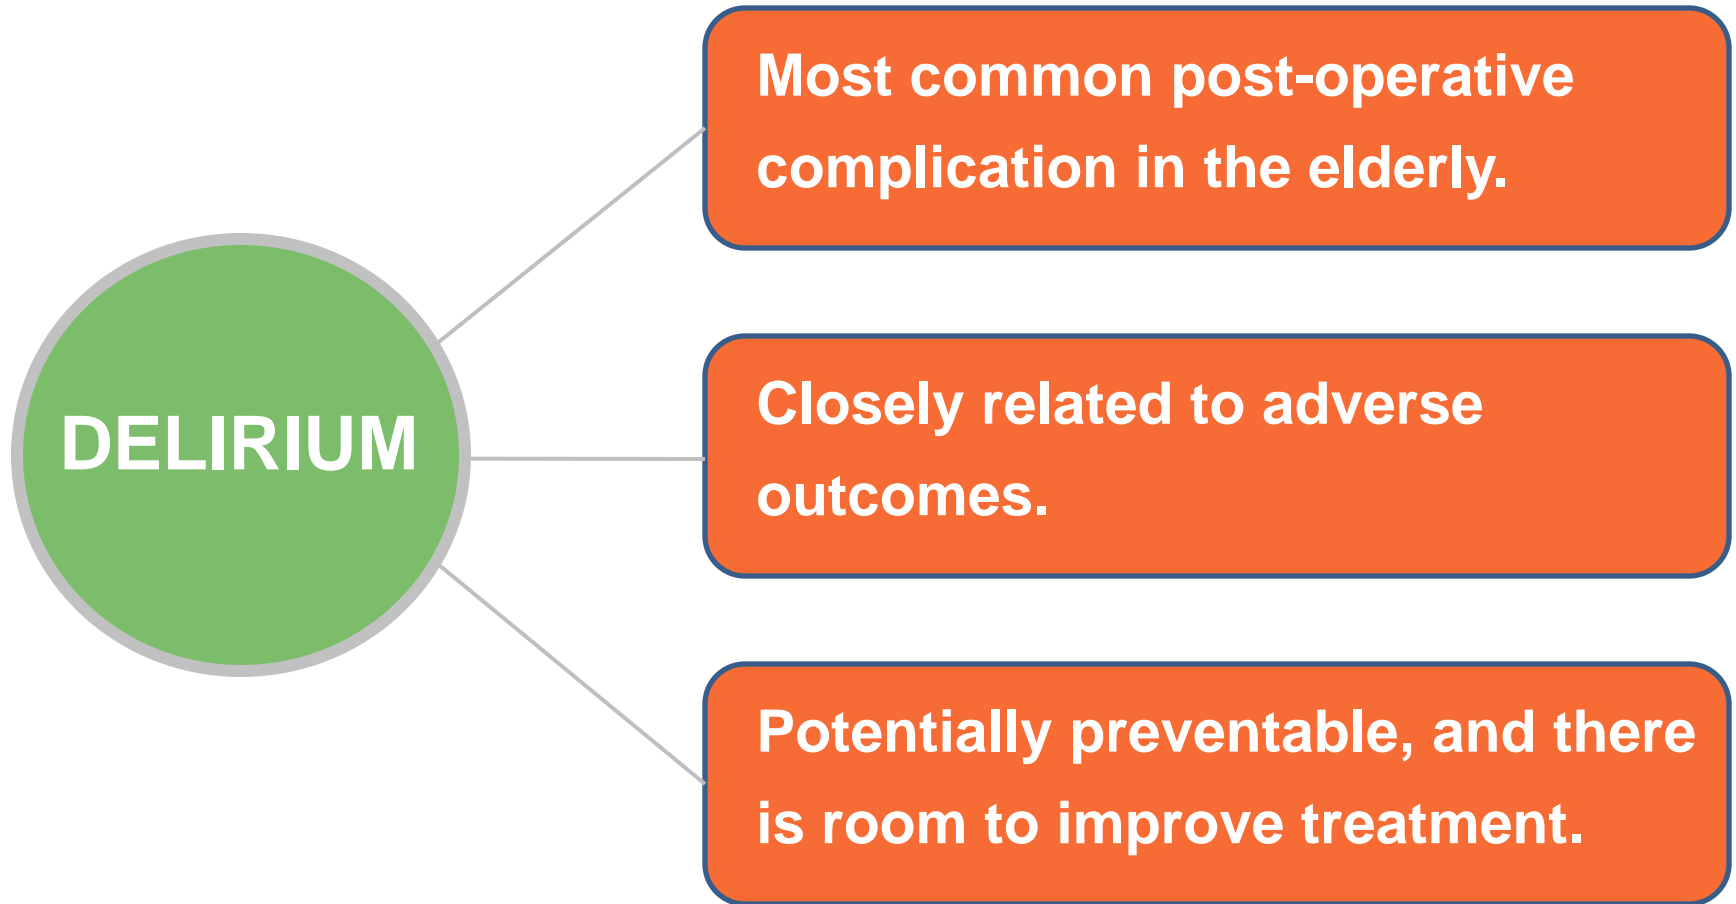 DELIRIUM
Most common post-operative
complication in the elderly.
Closely related to adverse
outcomes.
Potentially preventable, and there
is room to improve treatment.